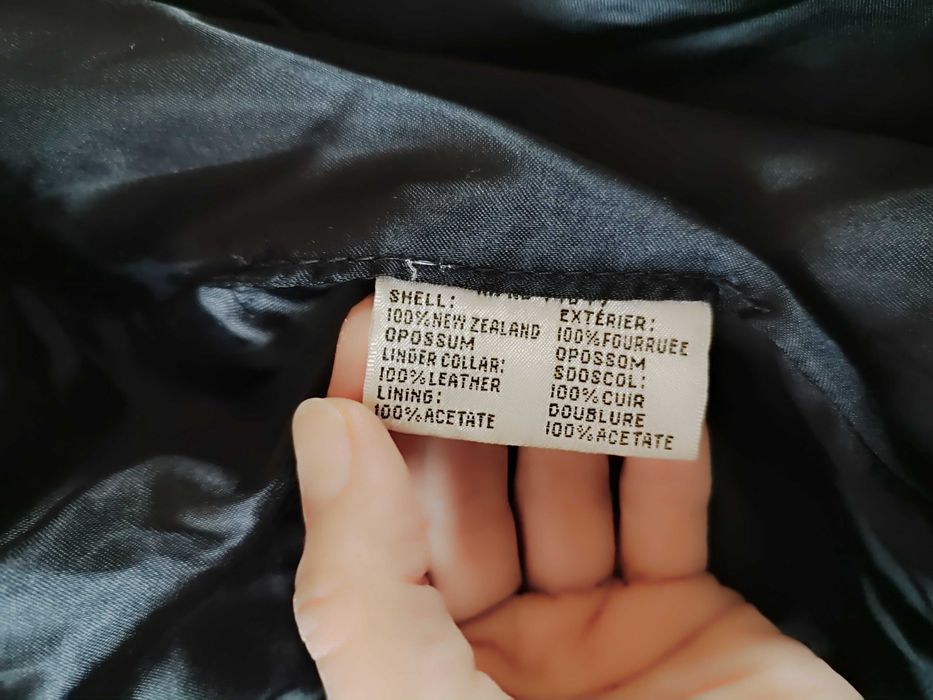 SHELL:
100%NEW ZEALAND
OPOSSUM
LINDER COLLAR:
100%LEATHER
LINING:
100%ACETATE
EXTÉRIER:
100%FOURRUEE
OPOSSOM
SDOSCOL:
100%CUIR
DOUBLURE
100%ACETATE